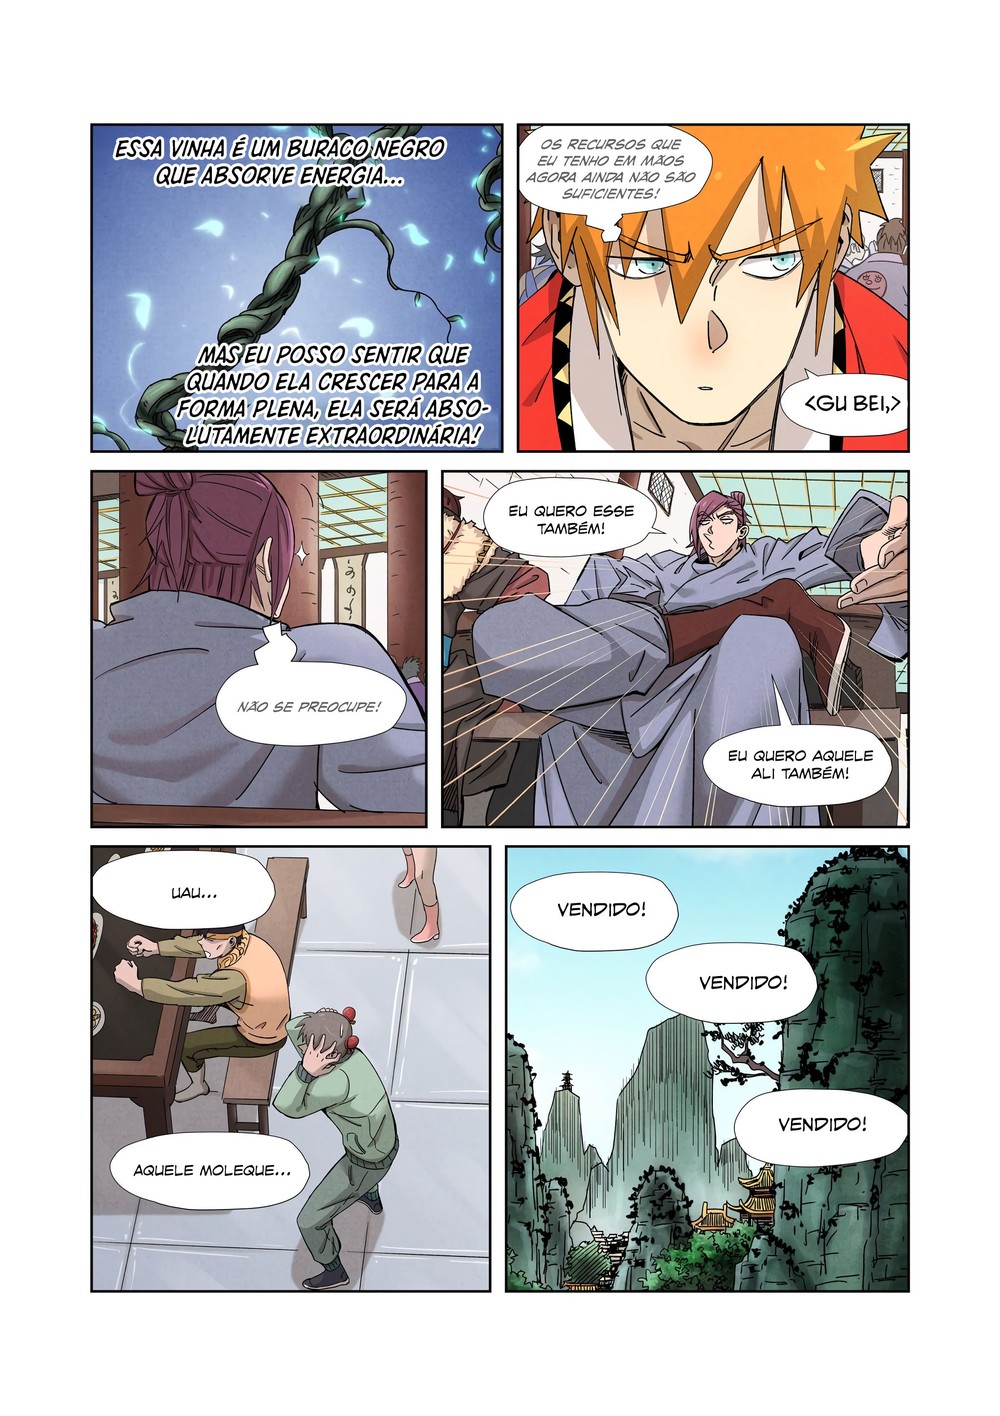 ESSA VINHA É UM BURACO NEGRO
QUE ABSORVE ENERGIA...
MAS EU POSSO SENTIR QUE
QUANDO ELA CRESCER PARA A
FORMA PLENA, ELA SERÁ ABSO-
LUTAMENTE EXTRAORDINÁRIA!
OS RECURSOS QUE
EU TENHO EM MÃOS
AGORA AINDA NÃO SÃO
SUFICIENTES!
<GU BEI,>
NÃO SE PREOCUPE!
EU QUERO ESSE
TAMBÉM!
EU QUERO AQUELE
ALI TAMBÉM!
UAU...
AQUELE MOLEQUE...
VENDIDO!
VENDIDO!
VENDIDO!